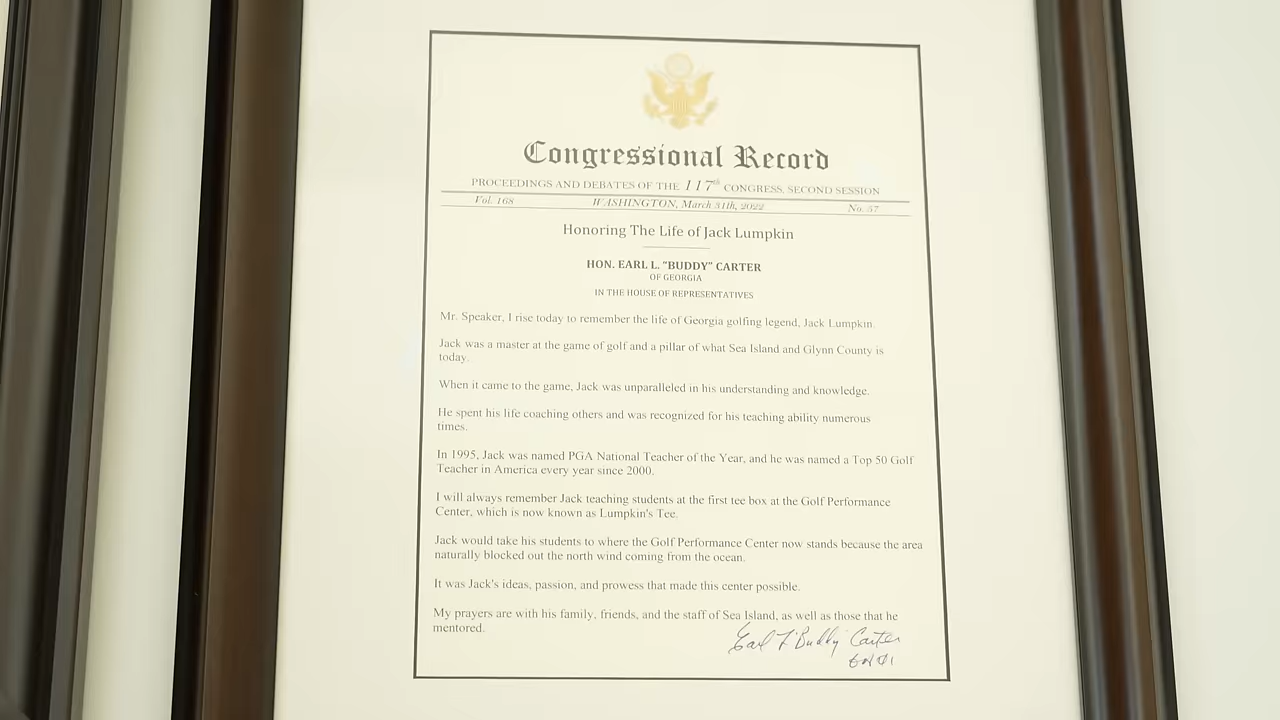 Congressional Record
PROCEEDINGS AND DEBATES OF THE 117th CONGRESS, SECOND SESSION
Vol. 168 WASHINGTON, March 31th, 2022 No. 57
Honoring The Life of Jack Lumpkin
HON. EARL L. "BUDDY" CARTER
OF GEORGIA
IN THE HOUSE OF REPRESENTATIVES
Mr. Speaker, I rise today to remember the life of Georgia golfing legend, Jack Lumpkin.
Jack was a master at the game of golf and a pillar of what Sea Island and Glynn County is
today.
When it came to the game, Jack was unparalleled in his understanding and knowledge.
He spent his life coaching others and was recognized for his teaching ability numerous
times.
In 1995, Jack was named PGA National Teacher of the Year, and he was named a Top 50 Golf
Teacher in America every year since 2000.
I will always remember Jack teaching students at the first tee box at the Golf Performance
Center, which is now known as Lumpkin's Tee.
Jack would take his students to where the Golf Performance Center now stands because the area
naturally blocked out the north wind coming from the ocean.
It was Jack's ideas, passion, and prowess that made this center possible.
My prayers are with his family, friends, and the staff of Sea Island, as well as those that he
mentored.
Earl L "Buddy" Carter